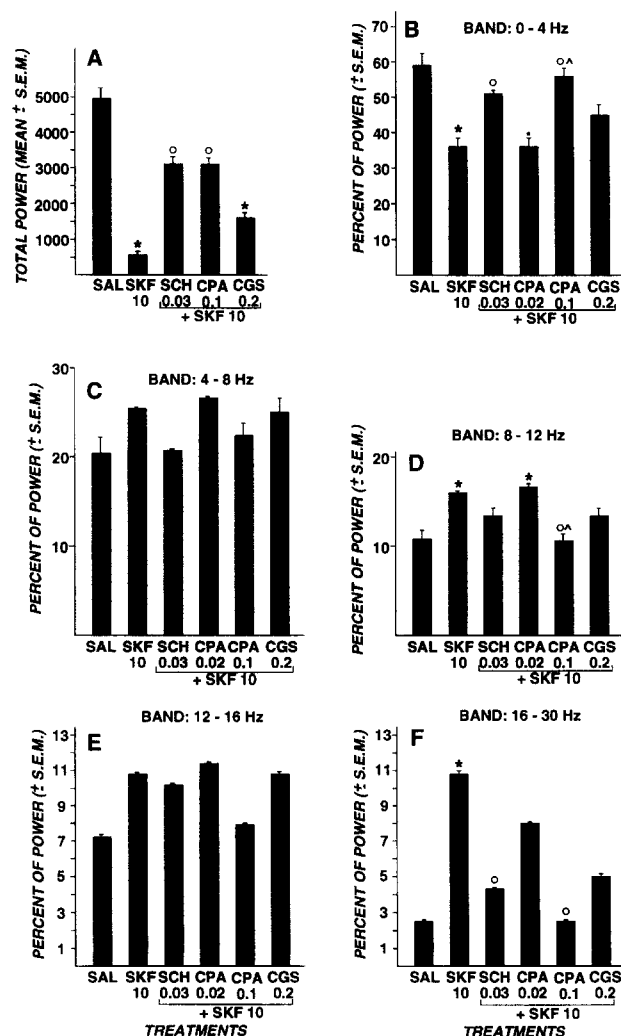 A
TOTAL POWER (MEAN ± S.E.M.)
5000
4000
3000
2000
1000
*
○
○
*
SAL SKF SCH CPA CGS
10 0.03 0.1 0.2
+ SKF 10
B
BAND: 0 - 4 Hz
PERCENT OF POWER (± S.E.M.)
60
50
40
30
20
10
*
○
*
○^
SAL SKF SCH CPA CPA CGS
10 0.03 0.02 0.1 0.2
+ SKF 10
C
BAND: 4 - 8 Hz
PERCENT OF POWER (± S.E.M.)
30
20
10
SAL SKF SCH CPA CPA CGS
10 0.03 0.02 0.1 0.2
+ SKF 10
BAND: 8 - 12 Hz
D
PERCENT OF POWER (± S.E.M.)
20
10
*
*
○^
SAL SKF SCH CPA CPA CGS
10 0.03 0.02 0.1 0.2
+ SKF 10
BAND: 12 - 16 Hz
E
PERCENT OF POWER (± S.E.M.)
13
11
9
7
5
3
1
SAL SKF SCH CPA CPA CGS
10 0.03 0.02 0.1 0.2
+ SKF 10
TREATMENTS
BAND: 16 - 30 Hz
F
PERCENT OF POWER (± S.E.M.)
13
11
9
7
5
3
1
*
○
○
SAL SKF SCH CPA CPA CGS
10 0.03 0.02 0.1 0.2
+ SKF 10
TREATMENTS